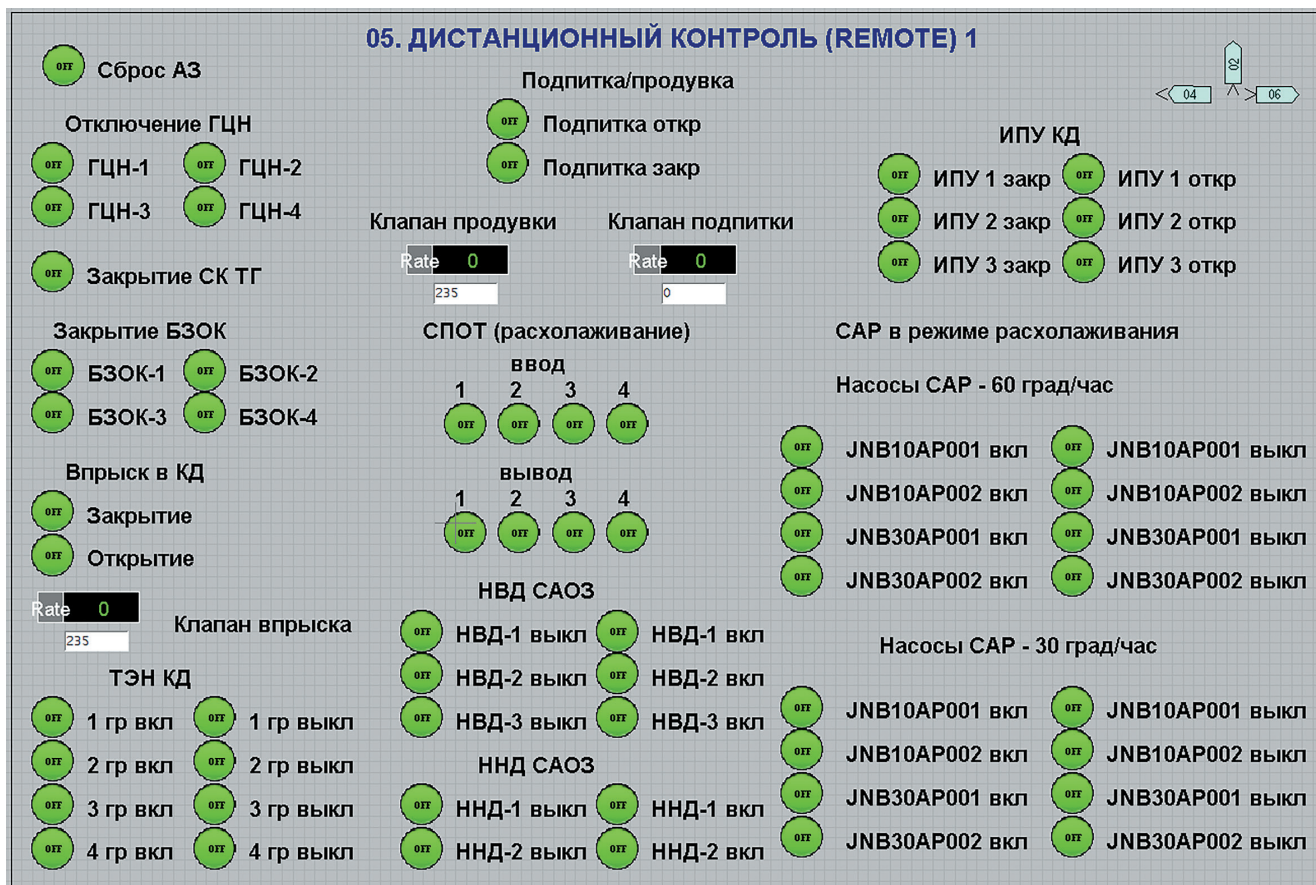 05. ДИСТАНЦИОННЫЙ КОНТРОЛЬ (REMOTE) 1
OFF Сброс АЗ
02
04 06
Отключение ГЦН
OFF ГЦН-1 OFF ГЦН-2
OFF ГЦН-3 OFF ГЦН-4
OFF Закрытие СК ТГ
Закрытие БЗОК
OFF БЗОК-1 OFF БЗОК-2
OFF БЗОК-3 OFF БЗОК-4
Впрыск в КД
OFF Закрытие
OFF Открытие
Rate 0
235
Клапан впрыска
ТЭН КД
OFF 1 гр вкл OFF 1 гр выкл
OFF 2 гр вкл OFF 2 гр выкл
OFF 3 гр вкл OFF 3 гр выкл
OFF 4 гр вкл OFF 4 гр выкл
Подпитка/продувка
OFF Подпитка откр
OFF Подпитка закр
Клапан продувки Клапан подпитки
Rate 0 Rate 0
235 0
СПОТ (расхолаживание)
ввод
1 2 3 4
OFF OFF OFF OFF
вывод
1 2 3 4
OFF OFF OFF OFF
НВД САОЗ
OFF НВД-1 выкл OFF НВД-1 вкл
OFF НВД-2 выкл OFF НВД-2 вкл
OFF НВД-3 выкл OFF НВД-3 вкл
ННД САОЗ
OFF ННД-1 выкл OFF ННД-1 вкл
OFF ННД-2 выкл OFF ННД-2 вкл
ИПУ КД
OFF ИПУ 1 закр OFF ИПУ 1 откр
OFF ИПУ 2 закр OFF ИПУ 2 откр
OFF ИПУ 3 закр OFF ИПУ 3 откр
САР в режиме расхолаживания
Насосы САР - 60 град/час
OFF JNB10AP001 вкл OFF JNB10AP001 выкл
OFF JNB10AP002 вкл OFF JNB10AP002 выкл
OFF JNB30AP001 вкл OFF JNB30AP001 выкл
OFF JNB30AP002 вкл OFF JNB30AP002 выкл
Насосы САР - 30 град/час
OFF JNB10AP001 вкл OFF JNB10AP001 выкл
OFF JNB10AP002 вкл OFF JNB10AP002 выкл
OFF JNB30AP001 вкл OFF JNB30AP001 выкл
OFF JNB30AP002 вкл OFF JNB30AP002 выкл